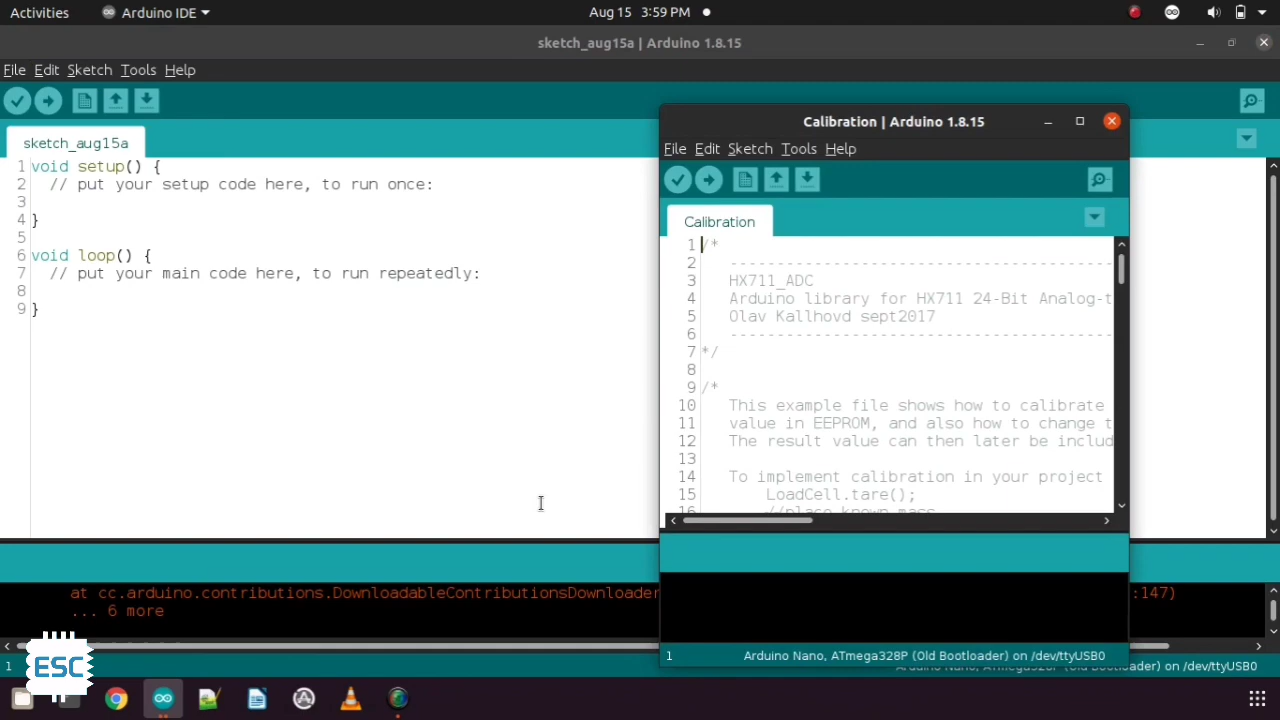 Activities Arduino IDE Aug 15 3:59 PM
sketch_aug15a | Arduino 1.8.15
File Edit Sketch Tools Help
sketch_aug15a
1 void setup() {
2 // put your setup code here, to run once:
3
4 }
5
6 void loop() {
7 // put your main code here, to run repeatedly:
8
9 }
at cc.arduino.contributions.DownloadableContributionsDownloader :147)
... 6 more
1 Arduino Nano, ATmega328P (Old Bootloader) on /dev/ttyUSB0
Calibration | Arduino 1.8.15
File Edit Sketch Tools Help
Calibration
1 /*
2 -------------------------------------------
3 HX711_ADC
4 Arduino library for HX711 24-Bit Analog-t
5 Olav Kallhovd sept2017
6 -------------------------------------------
7 */
8
9 /*
10 This example file shows how to calibrate
11 value in EEPROM, and also how to change t
12 The result value can then later be includ
13
14 To implement calibration in your project
15 LoadCell.tare();
16 //place known mass
1 Arduino Nano, ATmega328P (Old Bootloader) on /dev/ttyUSB0
ESC